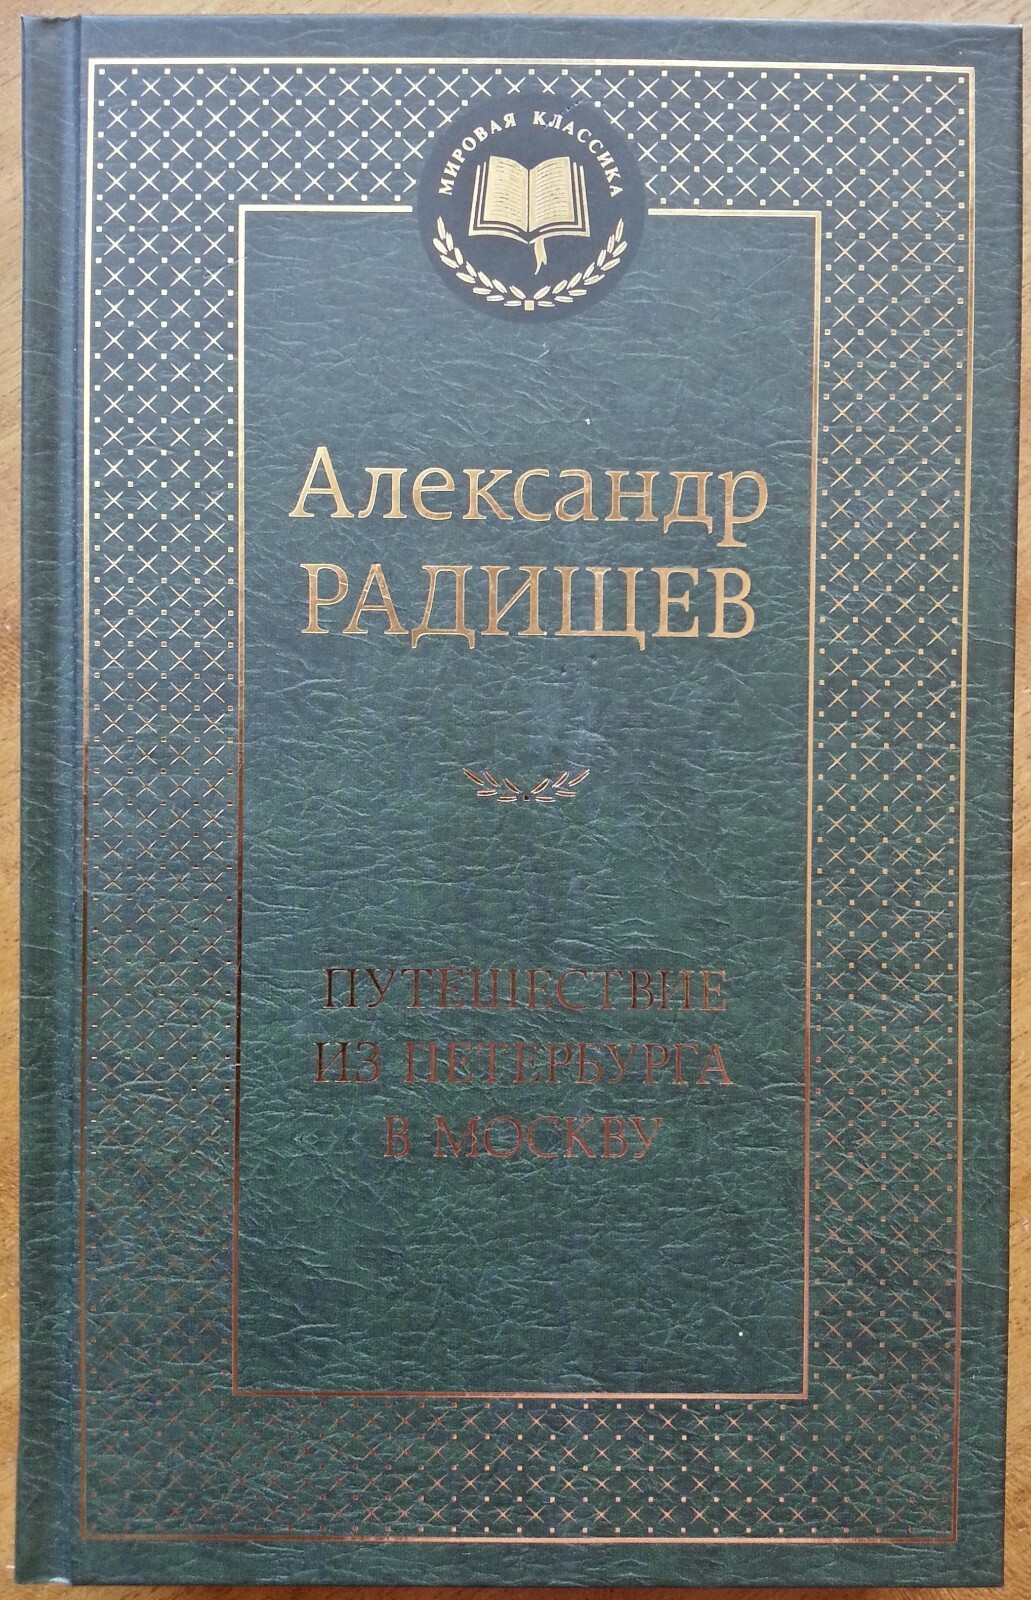 МИРОВАЯ КЛАССИКА
Александр
РАДИЩЕВ
ПУТЕШЕСТВИЕ
ИЗ ПЕТЕРБУРГА
В МОСКВУ